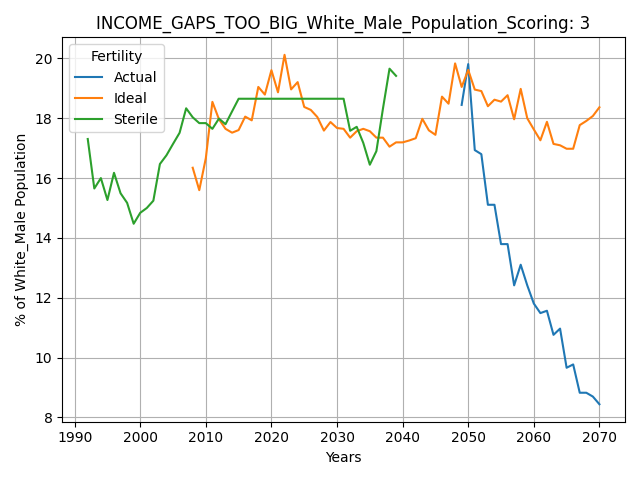 INCOME_GAPS_TOO_BIG_White_Male_Population_Scoring: 3
Fertility
Actual
Ideal
Sterile
% of White_Male Population
20
18
16
14
12
10
8
1990 2000 2010 2020 2030 2040 2050 2060 2070
Years